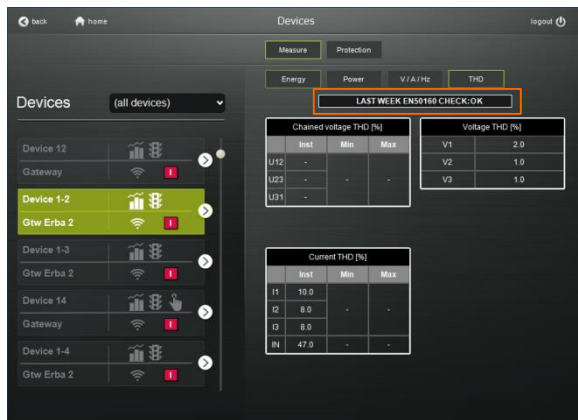 back home Devices logout
Measure Protection
Energy Power V / A / Hz THD
LAST WEEK EN50160 CHECK:OK
Devices (all devices)
Device 12
Gateway I
Device 1-2
Gtw Erba 2 I
Device 1-3
Gtw Erba 2 I
Device 14
Gateway I
Device 1-4
Gtw Erba 2 I
Chained voltage THD [%]
Inst Min Max
U12 -
U23 - - -
U31 -
Voltage THD [%]
V1 2.0
V2 1.0
V3 1.0
Current THD [%]
Inst Min Max
I1 10.0
I2 8.0 - -
I3 8.0
IN 47.0 - -